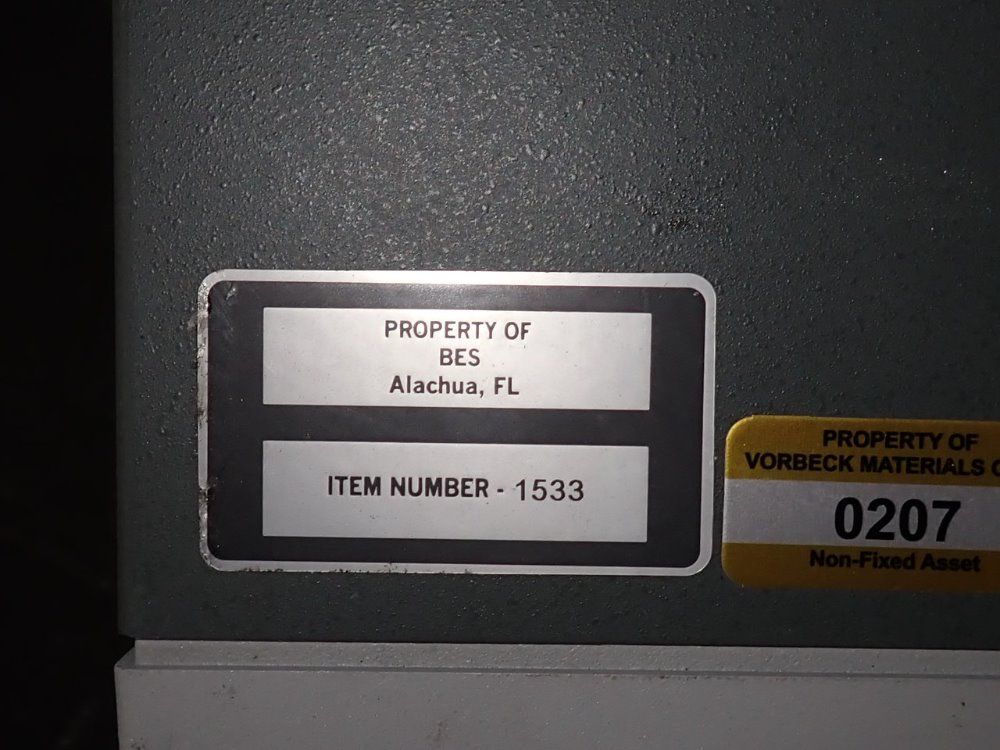 PROPERTY OF
BES
Alachua, FL
ITEM NUMBER - 1533
PROPERTY OF
VORBECK MATERIALS
0207
Non-Fixed Asset